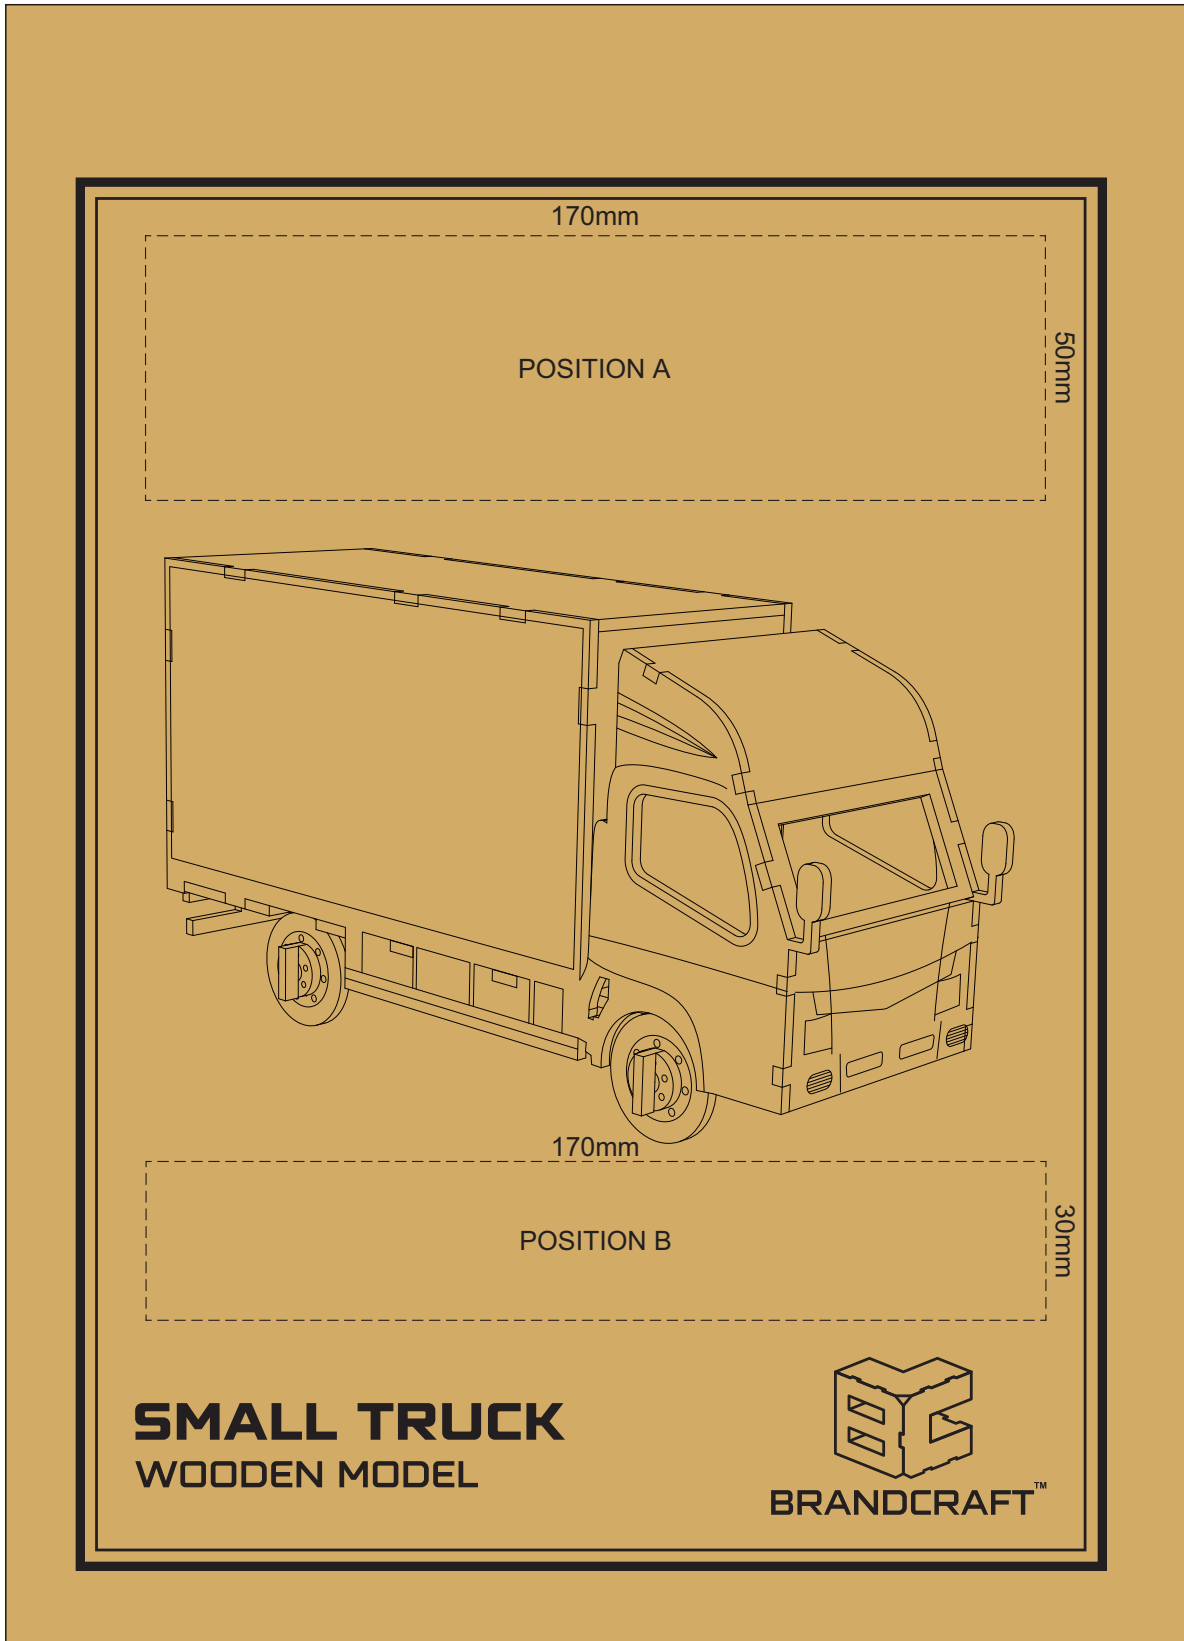 170mm
POSITION A
50mm
170mm
POSITION B
30mm
SMALL TRUCK
WOODEN MODEL
BRANDCRAFT™